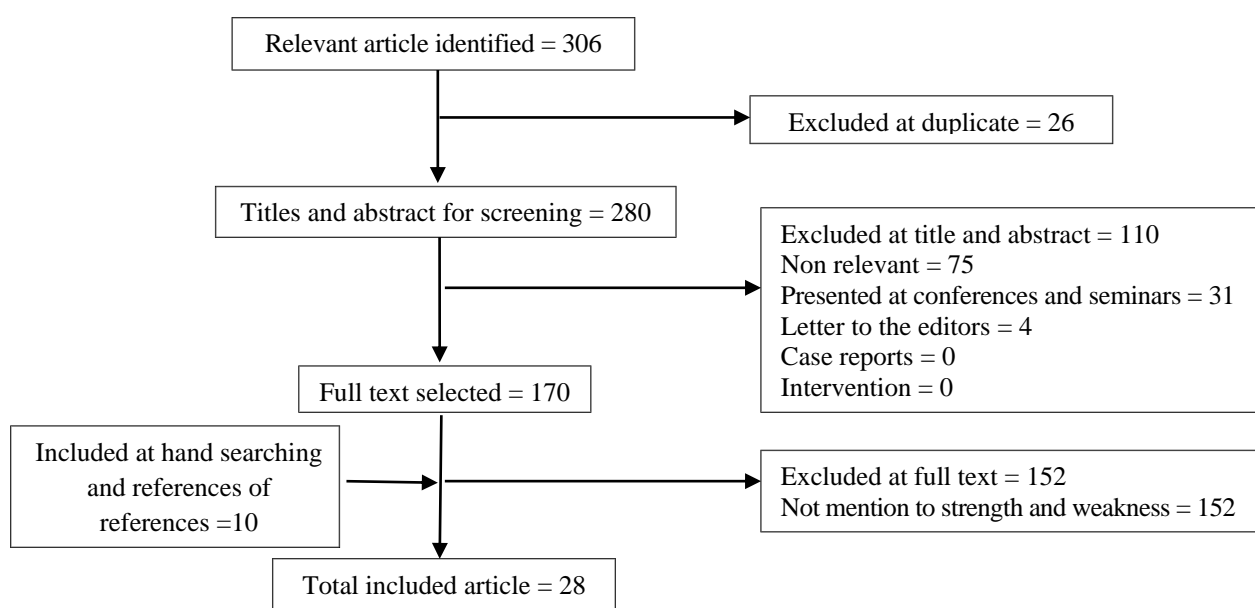 Relevant article identified = 306
Excluded at duplicate = 26
Titles and abstract for screening = 280
Excluded at title and abstract = 110
Non relevant = 75
Presented at conferences and seminars = 31
Letter to the editors = 4
Case reports = 0
Intervention = 0
Full text selected = 170
Included at hand searching
and references of
references =10
Excluded at full text = 152
Not mention to strength and weakness = 152
Total included article = 28